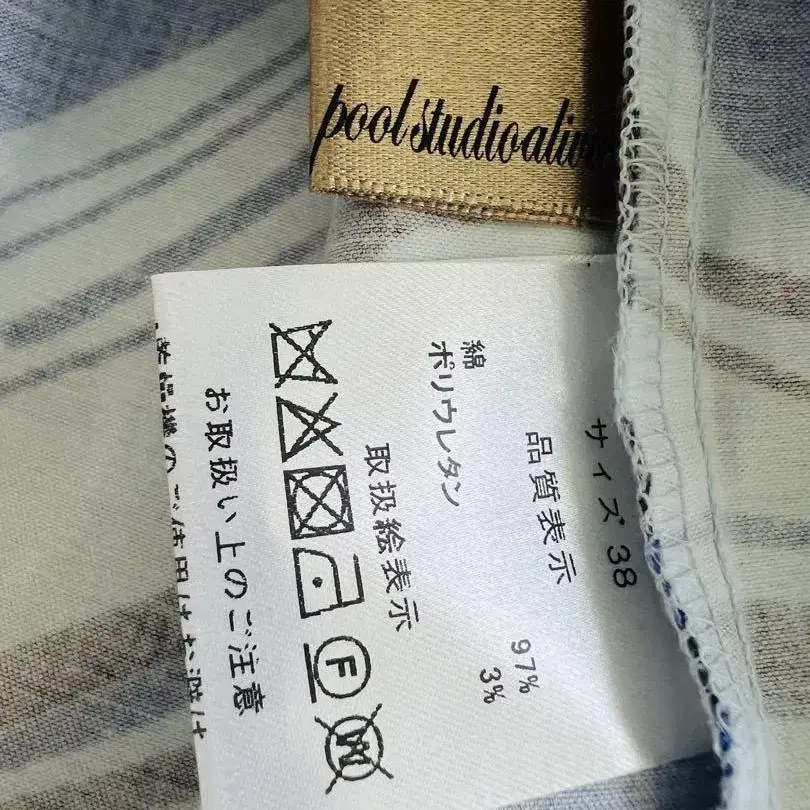 pool studio aliv
サイズ 38
品質表示
綿 97%
ポリウレタン 3%
取扱絵表示
F
W
お取扱い上のご注意